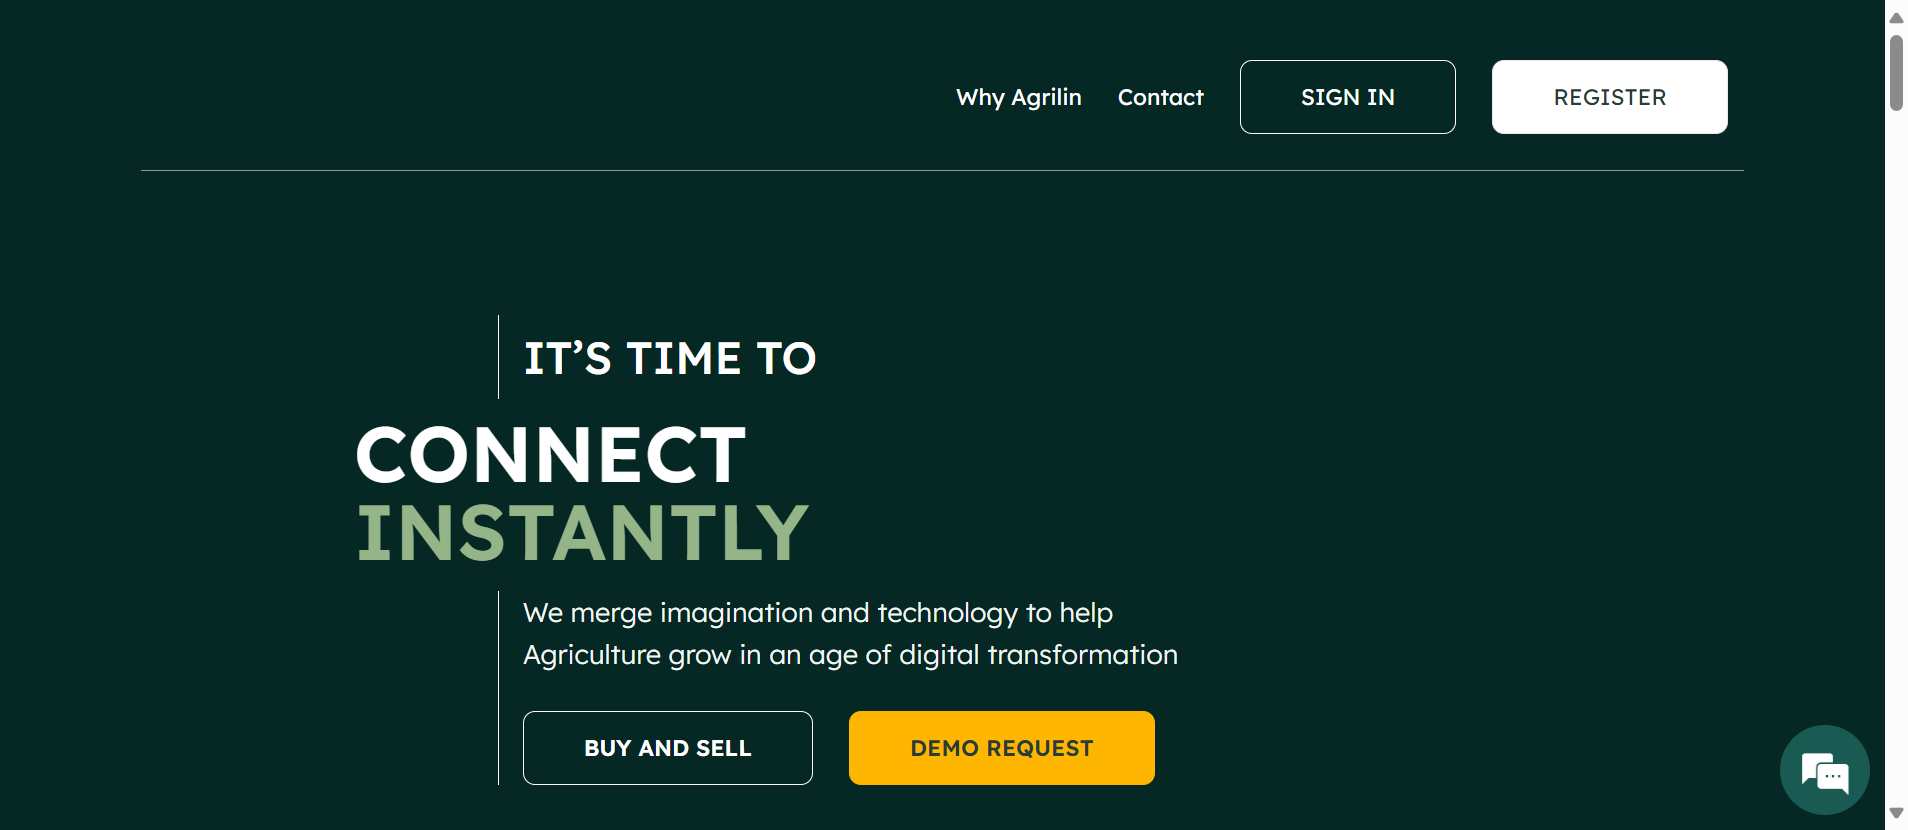 Why Agrilin
Contact
SIGN IN
REGISTER
IT’S TIME TO
CONNECT
INSTANTLY
We merge imagination and technology to help
Agriculture grow in an age of digital transformation
BUY AND SELL
DEMO REQUEST